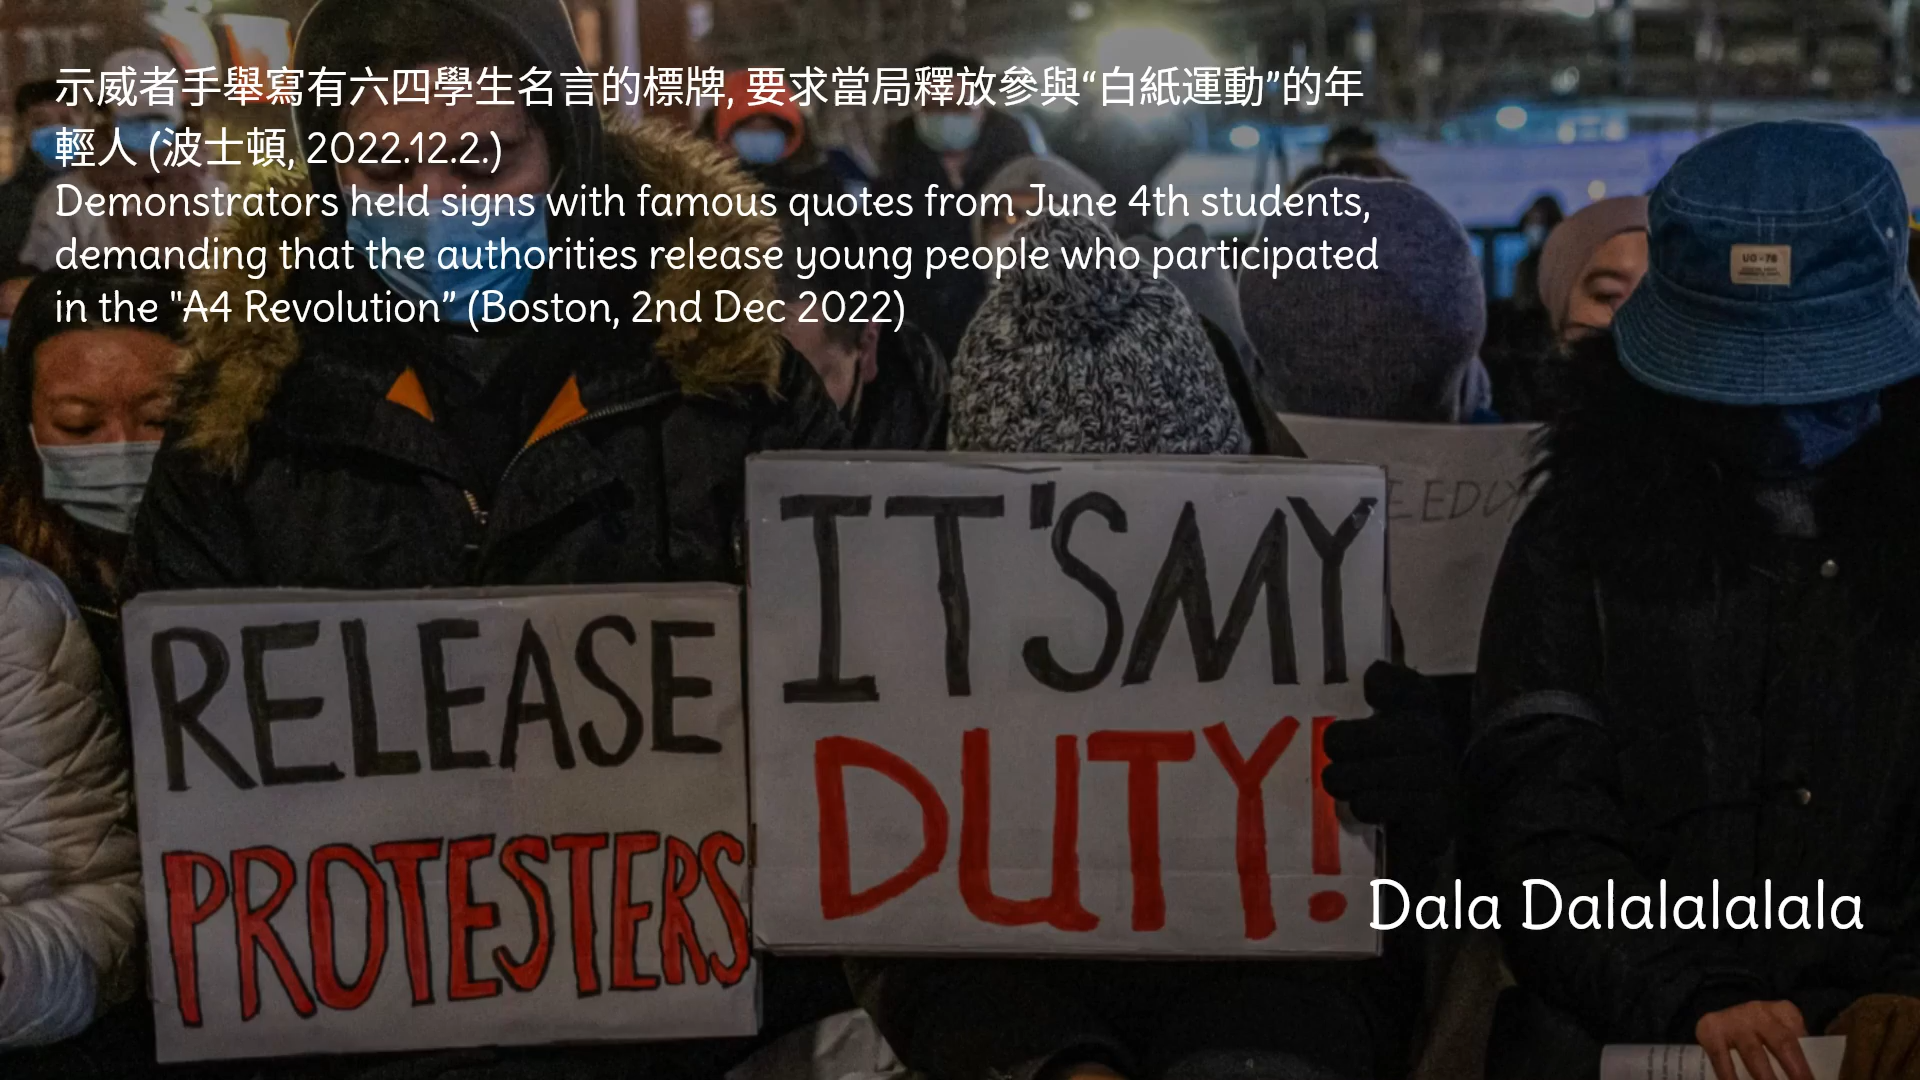 示威者手舉寫有六四學生名言的標牌, 要求當局釋放參與“白紙運動”的年
輕人 (波士頓, 2022.12.2.)
Demonstrators held signs with famous quotes from June 4th students,
demanding that the authorities release young people who participated
in the "A4 Revolution” (Boston, 2nd Dec 2022)
UO-76
IT'S MY
DUTY!
RELEASE
PROTESTERS
Dala Dalalalalala